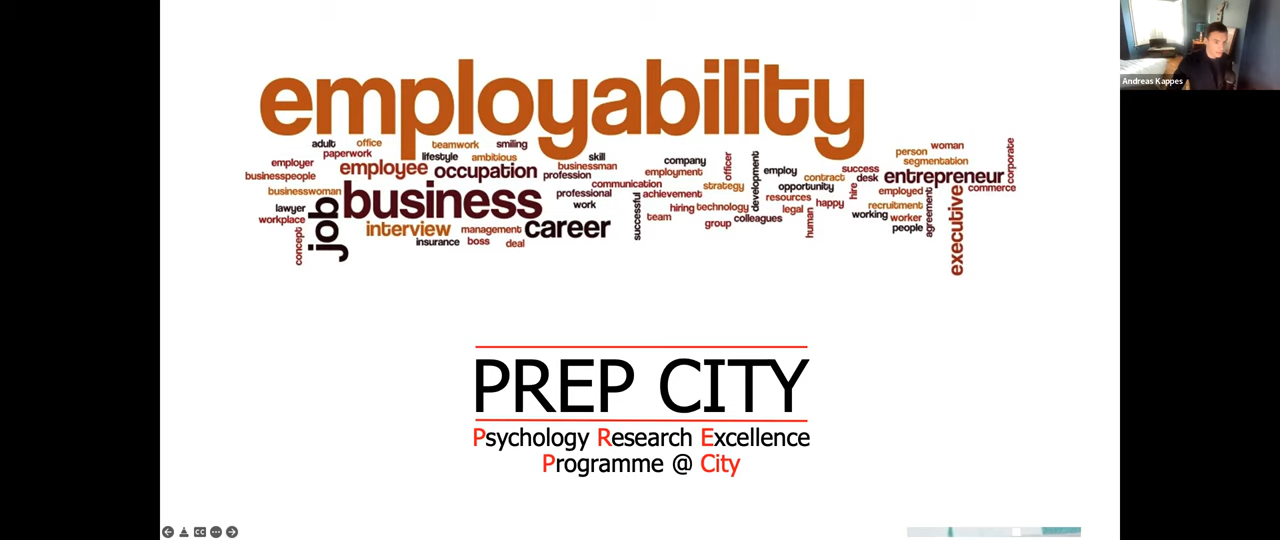 Andreas Kappes
employability
adult office teamwork smiling
paperwork lifestyle ambitious skill
employer employee occupation businessman company officer
businesspeople profession employment development employ
communication strategy contract success desk
businesswoman business professional achievement opportunity hire
lawyer job work successful hiring technology resources happy
workplace interview management career team group colleagues legal human
concept insurance boss deal
woman
person corporate
segmentation
entrepreneur
employed commerce
recruitment agreement executive
working worker
people
PREP CITY
Psychology Research Excellence
Programme @ City
CC